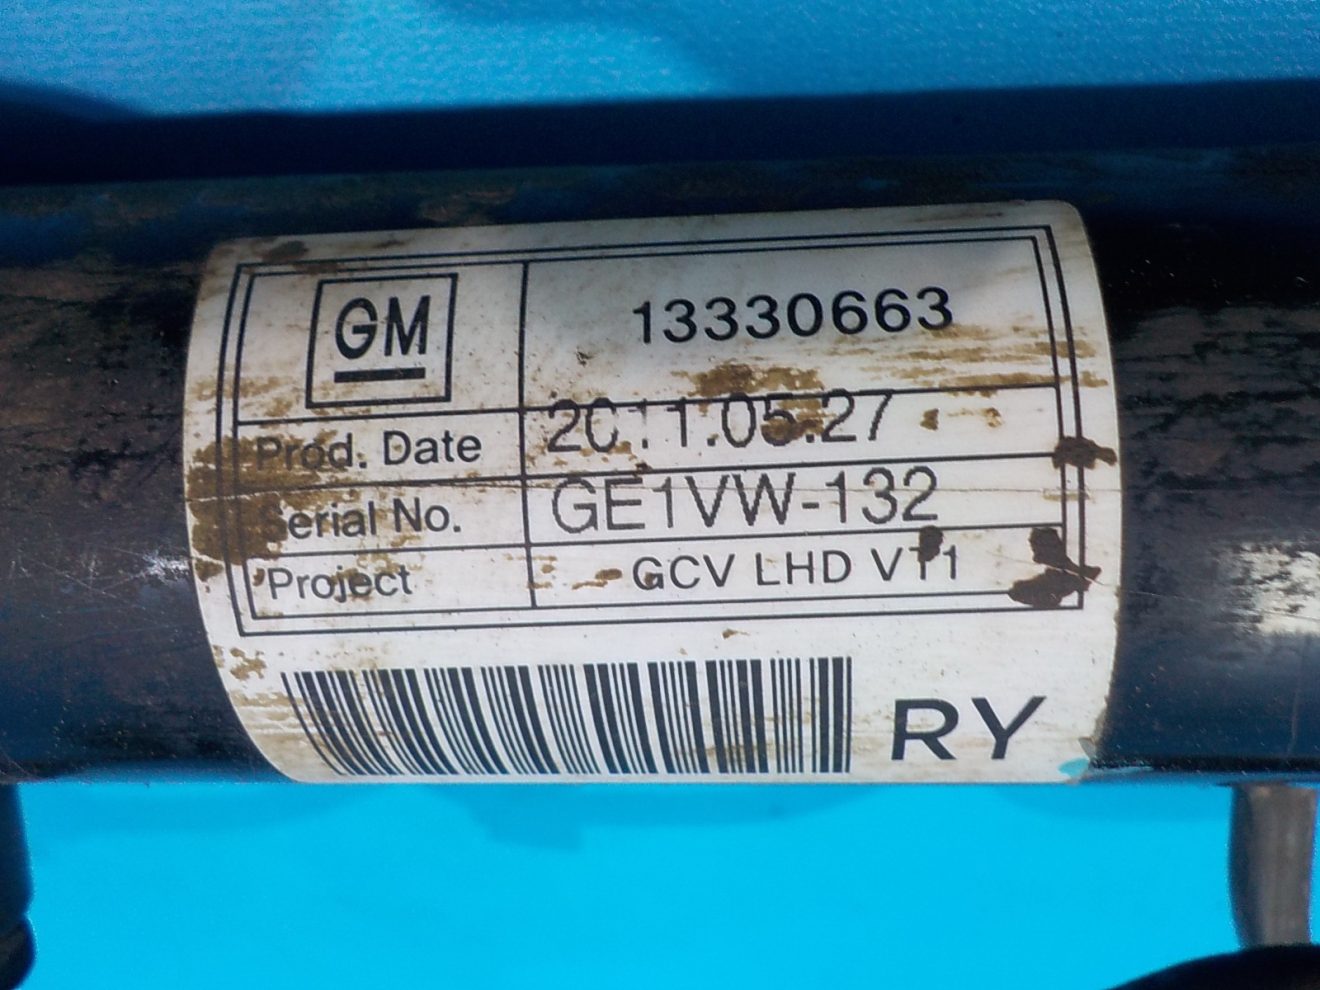 GM
13330663
Prod. Date 2011.05.27
Serial No. GE1VW-132
Project GCV LHD VT1
RY